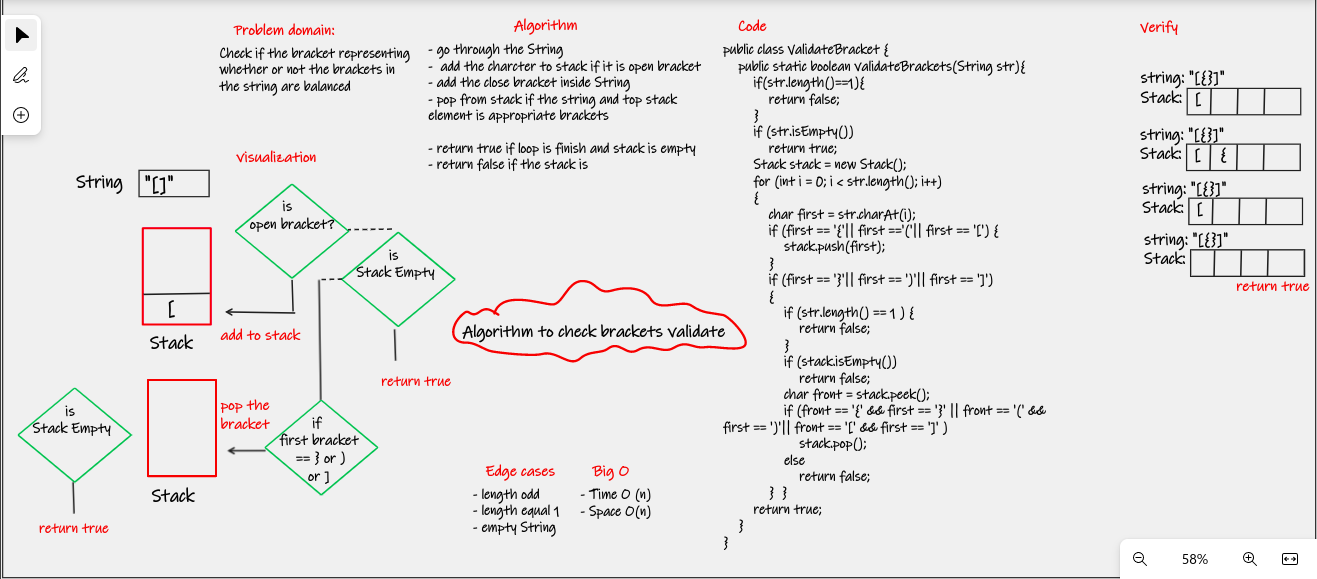 Problem domain:
Check if the bracket representing
whether or not the brackets in
the string are balanced
Algorithm
- go through the String
- add the charcter to stack if it is open bracket
- add the close bracket inside String
- pop from stack if the string and top stack
element is appropriate brackets
- return true if loop is finish and stack is empty
- return false if the stack is
Code
public class ValidateBracket {
public static boolean validateBrackets(String str){
if(str.length()==1){
return false;
}
if (str.isEmpty())
return true;
Stack stack = new Stack();
for (int i = 0; i < str.length(); i++)
{
char first = str.charAt(i);
if (first == '{'|| first =='('|| first == '[') {
stack.push(first);
}
if (first == '}'|| first == ')'|| first == ']')
{
if (str.length() == 1 ) {
return false;
}
if (stack.isEmpty())
return false;
char front = stack.peek();
if (front == '{' && first == '}' || front == '(' &&
first == ')'|| front == '[' && first == ']' )
stack.pop();
else
return false;
} }
return true;
}
}
Verify
string: "[{}]"
Stack: [
string: "[{}]"
Stack: [ {
string: "[{}]"
Stack: [
string: "[{}]"
Stack:
return true
Visualization
String "[]"
is
open bracket?
is
Stack Empty
[
add to stack
Stack
return true
Algorithm to check brackets validate
is
Stack Empty
pop the
bracket
if
first bracket
== } or )
or ]
Stack
return true
Edge cases
- length odd
- length equal 1
- empty String
Big O
- Time O (n)
- Space O(n)
58%